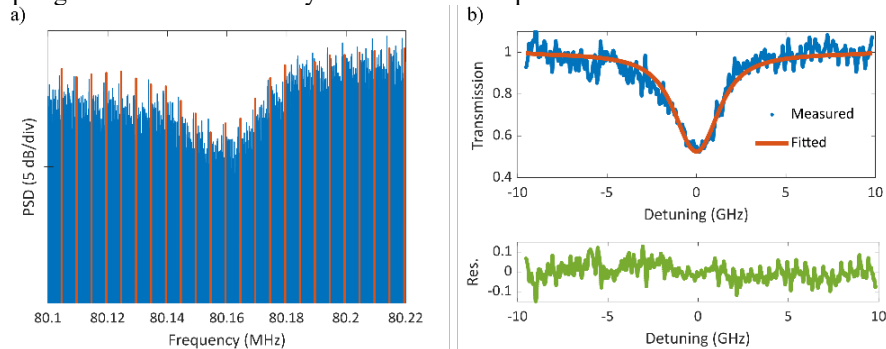 a)
PSD (5 dB/div)
80.1 80.12 80.14 80.16 80.18 80.2 80.22
Frequency (MHz)
b)
Transmission
1
0.8
0.6
0.4
Measured
Fitted
-10 -5 0 5 10
Detuning (GHz)
Res.
0.1
0
-0.1
-10 -5 0 5 10
Detuning (GHz)